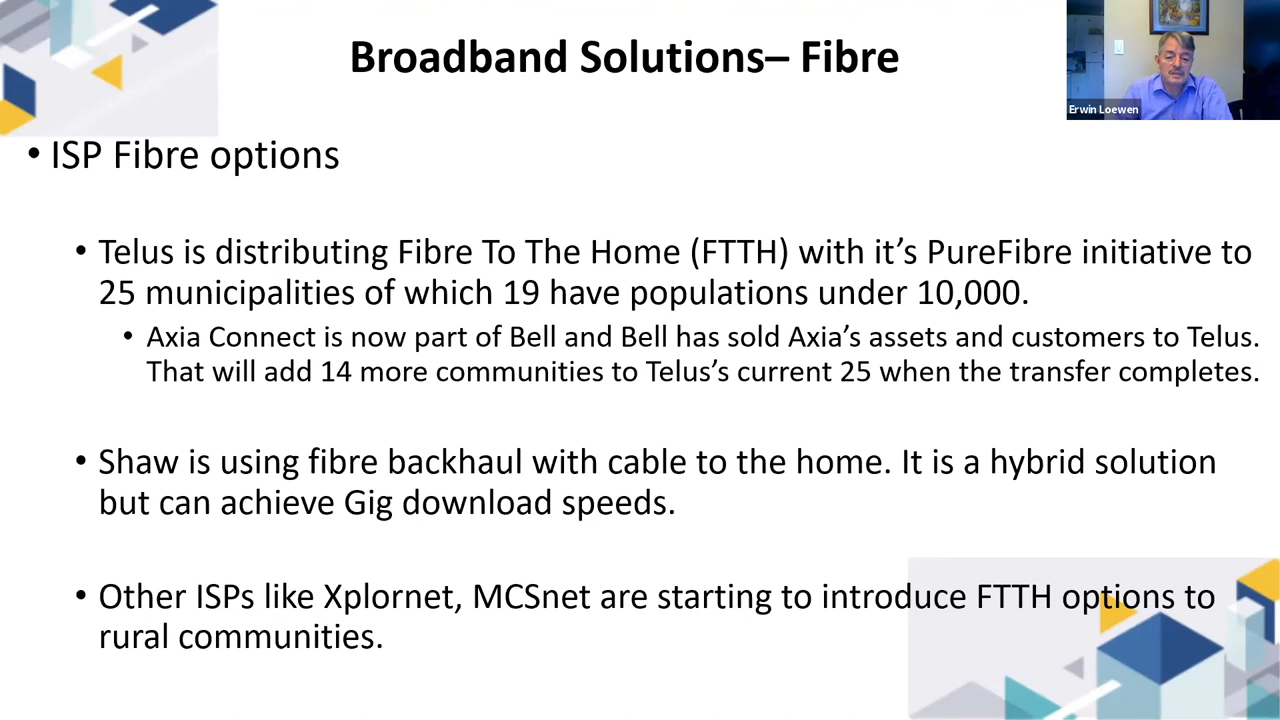 Broadband Solutions– Fibre
Erwin Loewen
• ISP Fibre options
• Telus is distributing Fibre To The Home (FTTH) with it’s PureFibre initiative to
25 municipalities of which 19 have populations under 10,000.
• Axia Connect is now part of Bell and Bell has sold Axia’s assets and customers to Telus.
That will add 14 more communities to Telus’s current 25 when the transfer completes.
• Shaw is using fibre backhaul with cable to the home. It is a hybrid solution
but can achieve Gig download speeds.
• Other ISPs like Xplornet, MCSnet are starting to introduce FTTH options to
rural communities.